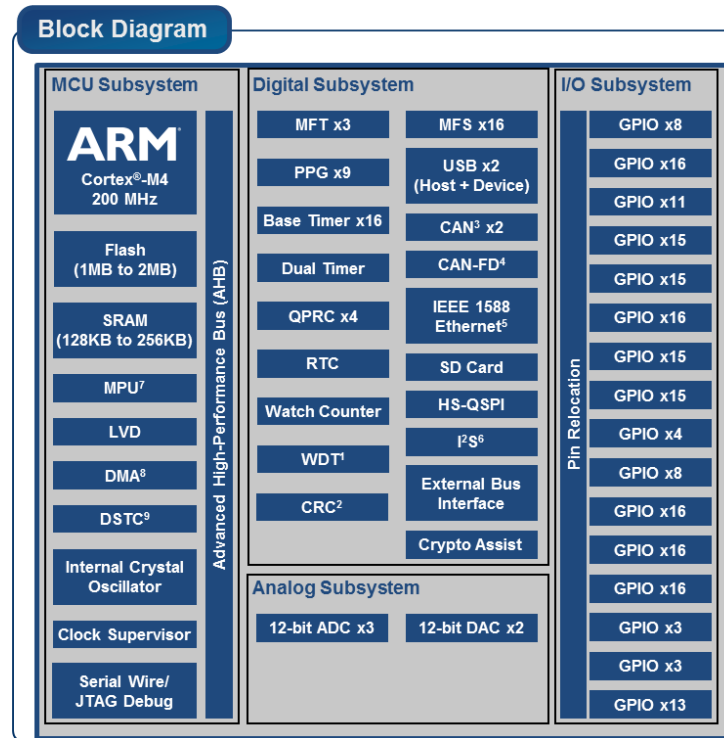 Block Diagram
MCU Subsystem
ARM®
Cortex®-M4
200 MHz
Flash
(1MB to 2MB)
SRAM
(128KB to 256KB)
MPU⁷
LVD
DMA⁸
DSTC⁹
Internal Crystal
Oscillator
Clock Supervisor
Serial Wire/
JTAG Debug
Advanced High-Performance Bus (AHB)
Digital Subsystem
MFT x3
PPG x9
Base Timer x16
Dual Timer
QPRC x4
RTC
Watch Counter
WDT¹
CRC²
MFS x16
USB x2
(Host + Device)
CAN³ x2
CAN-FD⁴
IEEE 1588
Ethernet⁵
SD Card
HS-QSPI
I²S⁶
External Bus
Interface
Crypto Assist
Analog Subsystem
12-bit ADC x3
12-bit DAC x2
I/O Subsystem
Pin Relocation
GPIO x8
GPIO x16
GPIO x11
GPIO x15
GPIO x15
GPIO x16
GPIO x15
GPIO x15
GPIO x4
GPIO x8
GPIO x16
GPIO x16
GPIO x16
GPIO x3
GPIO x3
GPIO x13